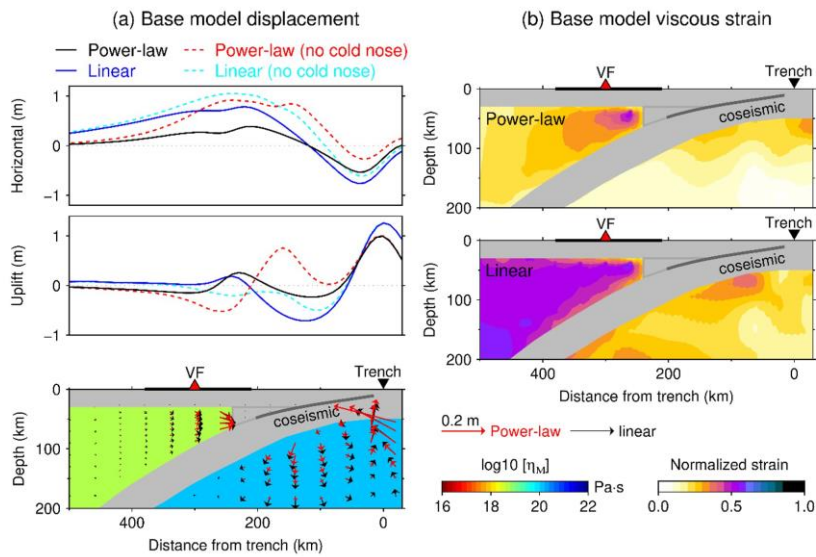 (a) Base model displacement
Power-law
Power-law (no cold nose)
Linear
Linear (no cold nose)
1
0
−1
Horizontal (m)
1
0
−1
Uplift (m)
VF
Trench
0
50
100
150
200
Depth (km)
coseismic
400
200
0
Distance from trench (km)
(b) Base model viscous strain
VF
Trench
0
100
200
Depth (km)
Power-law
coseismic
VF
Trench
0
100
200
Depth (km)
Linear
coseismic
400
200
0
Distance from trench (km)
0.2 m
Power-law
linear
log10 [ηM]
Pa·s
16
18
20
22
Normalized strain
0.0
0.5
1.0